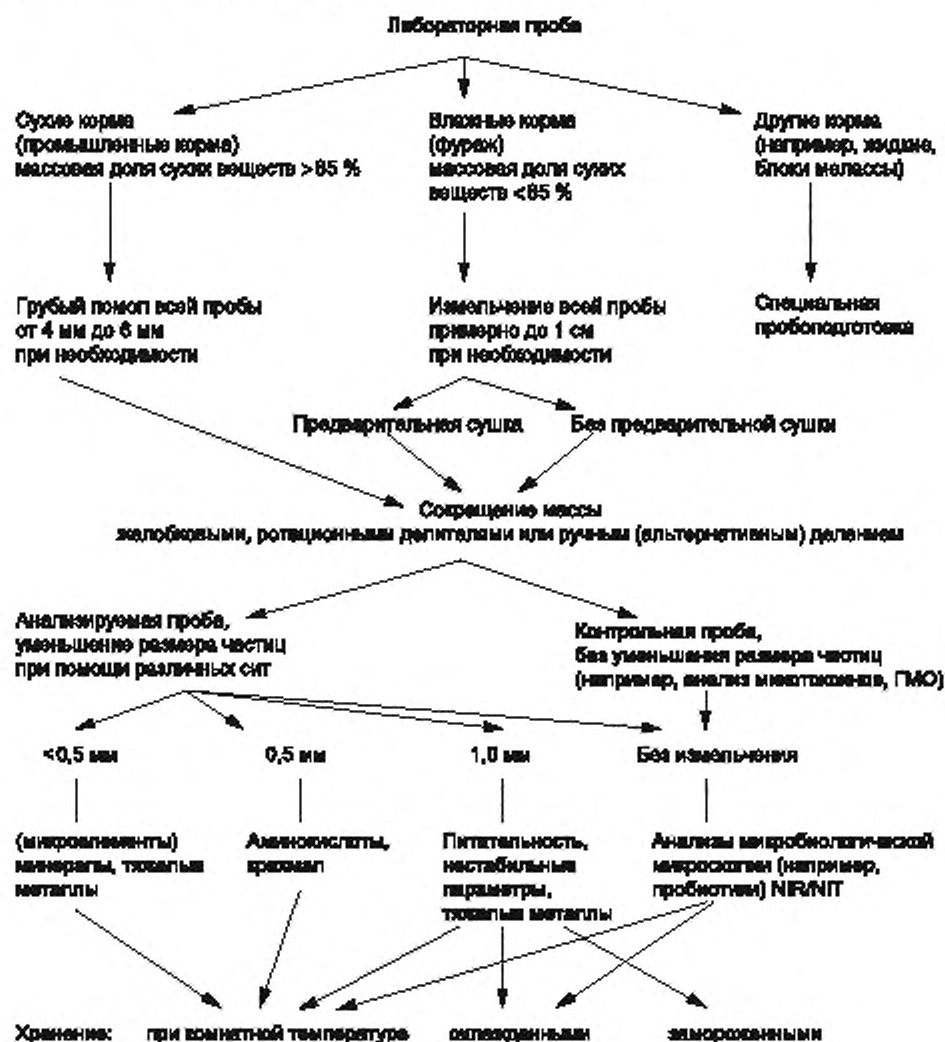 Лабораторная проба
Сухие корма
(промышленные корма)
массовая доля сухих веществ >85 %
Влажные корма
(фураж)
массовая доля сухих
веществ <85 %
Другие корма
(например, жидкие,
блоки мелассы)
Грубый помол всей пробы
от 4 мм до 6 мм
при необходимости
Измельчение всей пробы
примерно до 1 см
при необходимости
Специальная
пробоподготовка
Предварительная сушка
Без предварительной сушки
Сокращение массы
желобковыми, ротационными делителями или ручным (альтернативным) делением
Анализируемая проба,
уменьшение размера частиц
при помощи различных сит
Контрольная проба,
без уменьшения размера частиц
(например, анализ микотоксинов, ГМО)
<0,5 мм
0,5 мм
1,0 мм
Без измельчения
(микроэлементы)
минералы, тяжелые
металлы
Аминокислоты,
крахмал
Питательность,
нестабильные
параметры,
тяжелые металлы
Анализы микробиологической
микроскопии (например,
пробиотики) NIR/NIT
Хранение: при комнатной температуре охлажденными замороженными